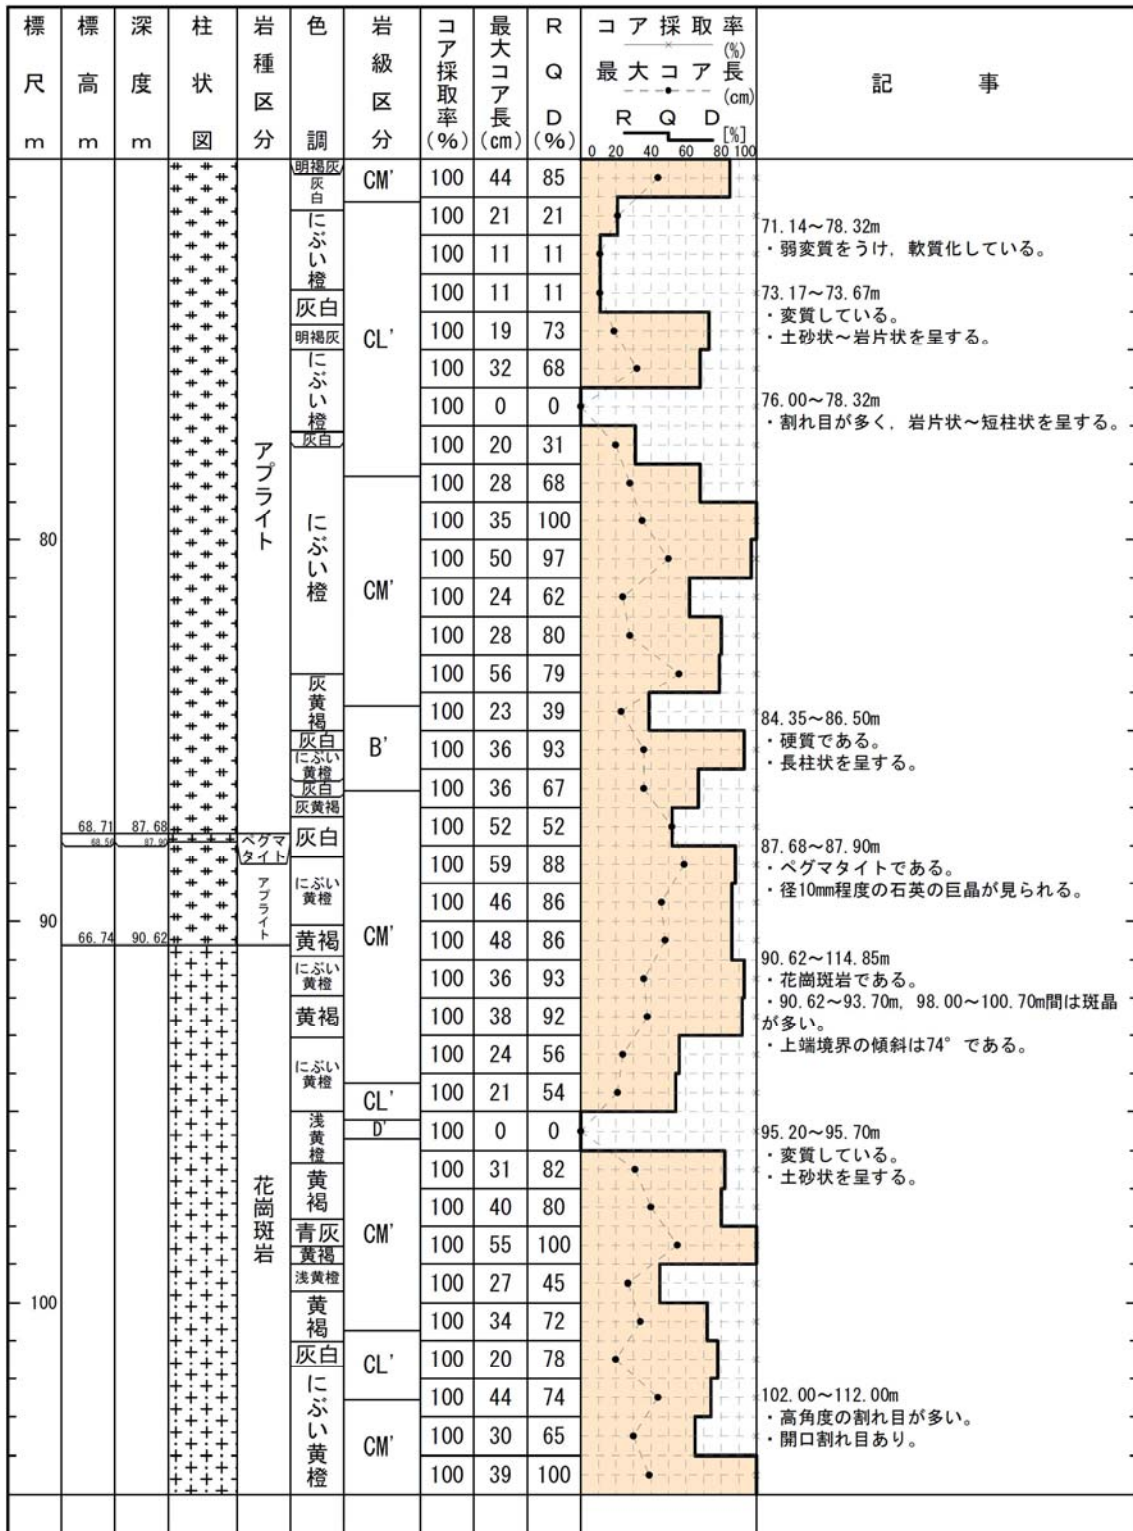 標尺m
標高m
深度m
柱状図
岩種区分
色調
岩級区分
コア採取率(%)
最大コア長(cm)
RQD(%)
コア採取率
(%)
最大コア長
(cm)
RQD
[%]
0 20 40 60 80 100
記事
80
90
100
68.71 87.68
87.90
66.74 90.62
アプライト
ペグマタイト
アプライト
花崗斑岩
明褐灰
灰白
にぶい橙
灰白
明褐灰
にぶい橙
灰白
にぶい橙
灰黄褐
灰白
にぶい黄橙
灰白
灰黄褐
灰白
にぶい黄橙
黄褐
にぶい黄橙
黄褐
にぶい黄橙
浅黄橙
黄褐
青灰
黄褐
浅黄橙
黄褐
灰白
にぶい黄橙
CM'
CL'
CM'
B'
CM'
CL'
D'
CM'
CL'
CM'
100 44 85
100 21 21
100 11 11
100 11 11
100 19 73
100 32 68
100 0 0
100 20 31
100 28 68
100 35 100
100 50 97
100 24 62
100 28 80
100 56 79
100 23 39
100 36 93
100 36 67
100 52 52
100 59 88
100 46 86
100 48 86
100 36 93
100 38 92
100 24 56
100 21 54
100 0 0
100 31 82
100 40 80
100 55 100
100 27 45
100 34 72
100 20 78
100 44 74
100 30 65
100 39 100
71.14～78.32m
・弱変質をうけ，軟質化している。
73.17～73.67m
・変質している。
・土砂状～岩片状を呈する。
76.00～78.32m
・割れ目が多く，岩片状～短柱状を呈する。
84.35～86.50m
・硬質である。
・長柱状を呈する。
87.68～87.90m
・ペグマタイトである。
・径10mm程度の石英の巨晶が見られる。
90.62～114.85m
・花崗斑岩である。
・90.62～93.70m，98.00～100.70m間は斑晶
が多い。
・上端境界の傾斜は74°である。
95.20～95.70m
・変質している。
・土砂状を呈する。
102.00～112.00m
・高角度の割れ目が多い。
・開口割れ目あり。